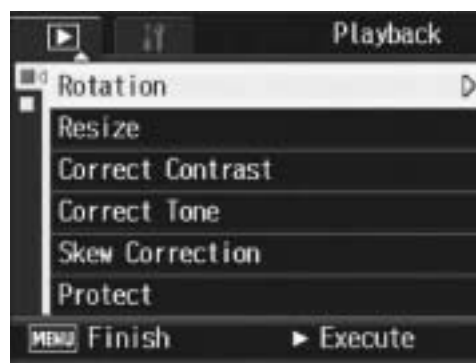 Playback
Rotation
Resize
Correct Contrast
Correct Tone
Skew Correction
Protect
MENU Finish ► Execute